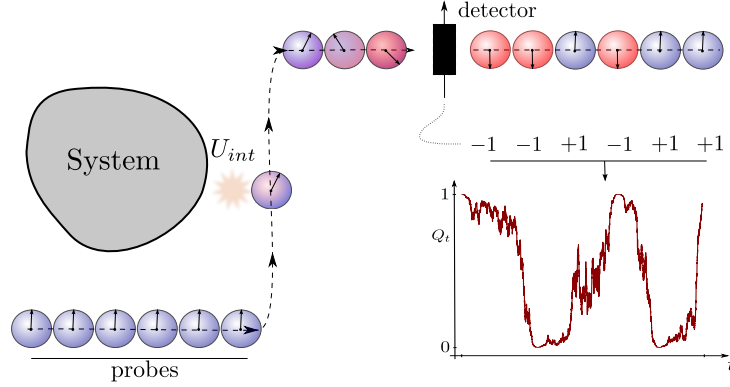 detector
System
U_int
−1 −1 +1 −1 +1 +1
1
Q_t
0
t
probes